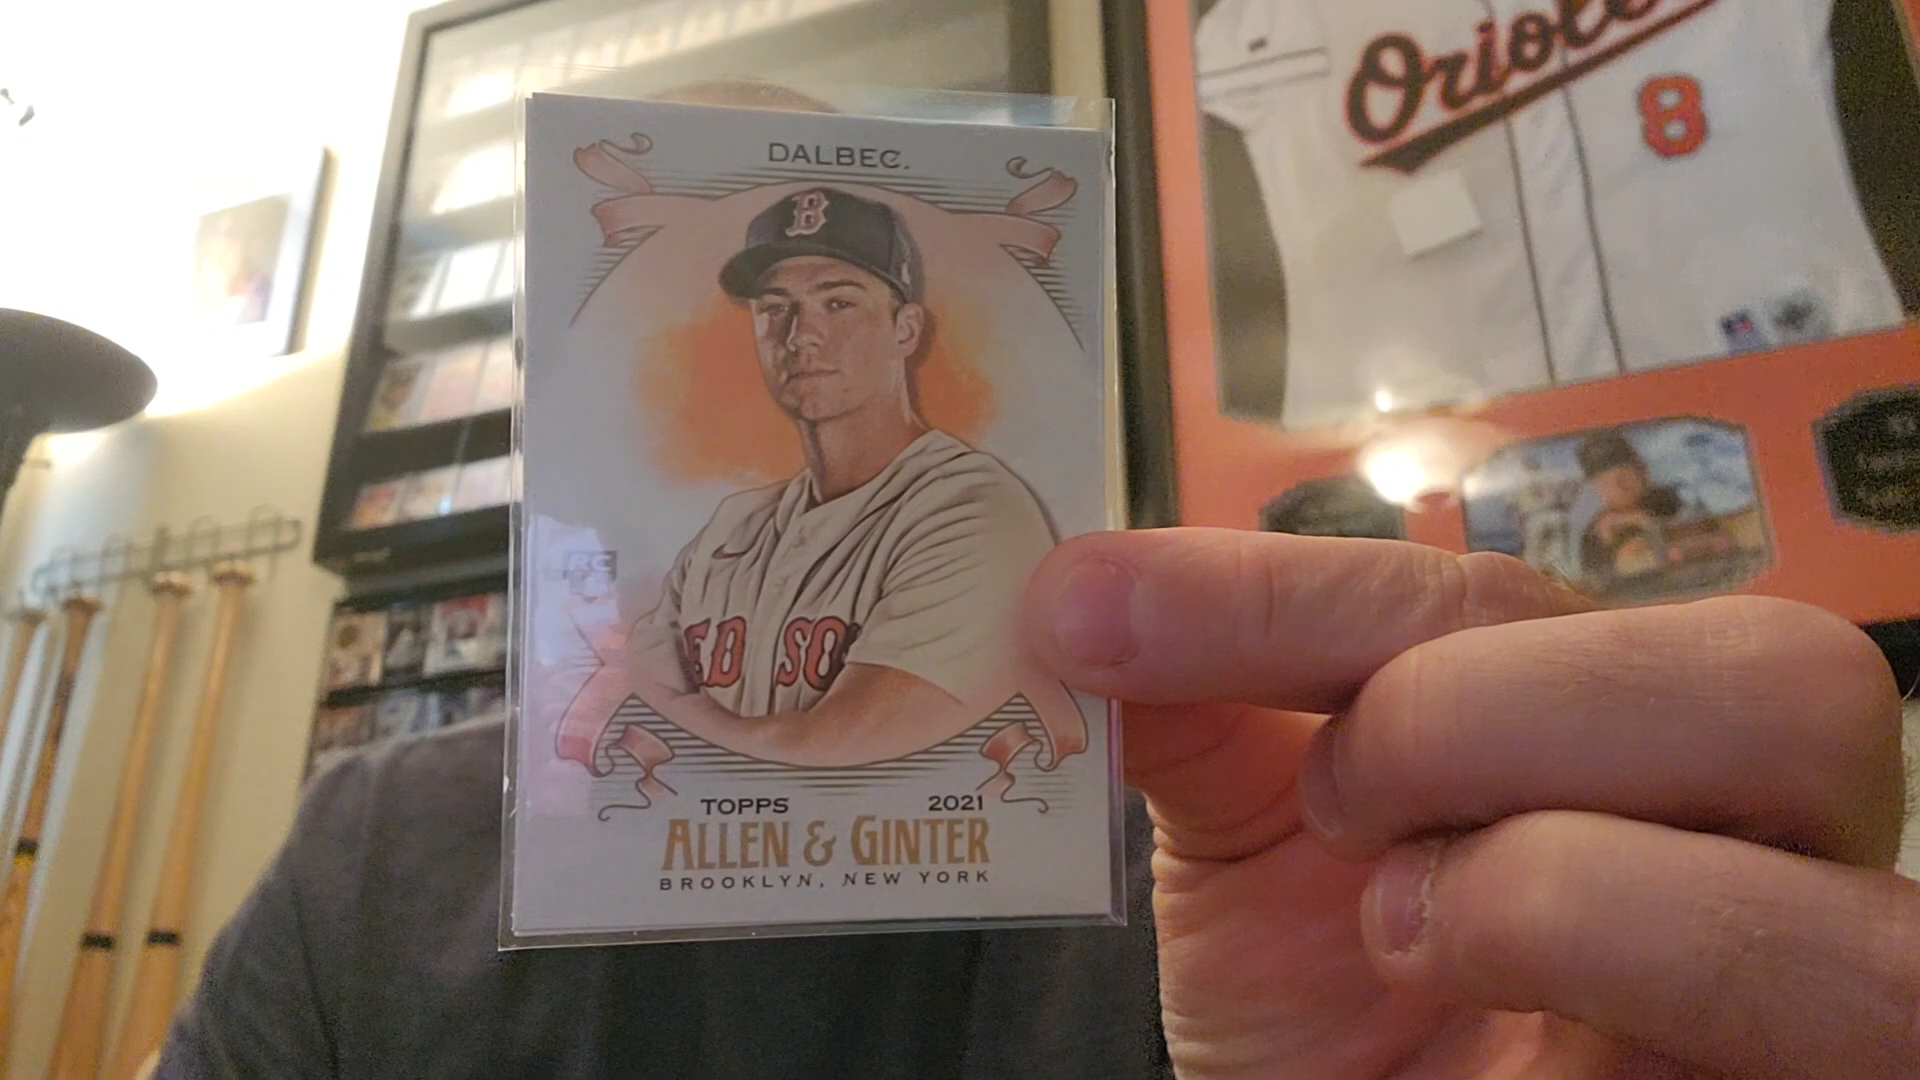 DALBEC.
B
RC
RED SOX
TOPPS 2021
ALLEN & GINTER
BROOKLYN, NEW YORK
Orioles
8